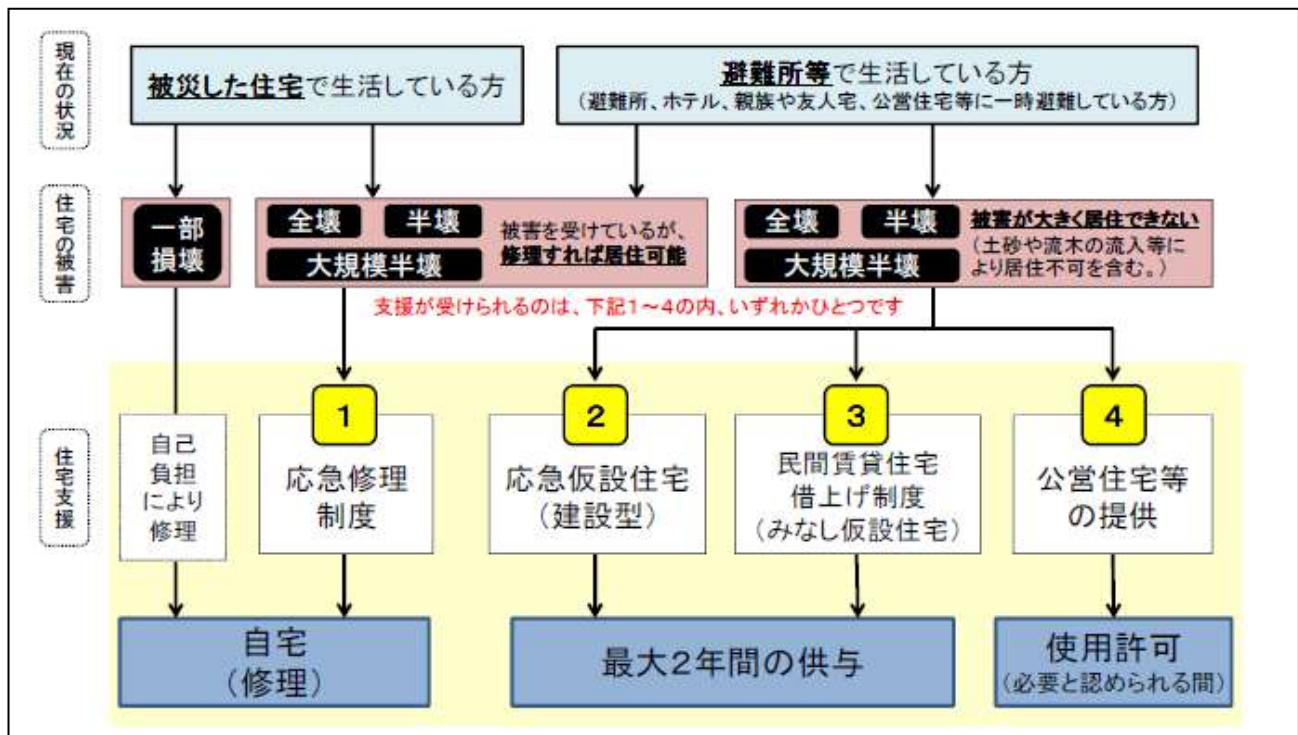 現在の状況
被災した住宅で生活している方
避難所等で生活している方
（避難所、ホテル、親族や友人宅、公営住宅等に一時避難している方）
住宅の被害
一部
損壊
全壊
半壊
大規模半壊
被害を受けているが、
修理すれば居住可能
全壊
半壊
大規模半壊
被害が大きく居住できない
（土砂や流木の流入等に
より居住不可を含む。）
支援が受けられるのは、下記１～４の内、いずれかひとつです
住宅支援
自己
負担
により
修理
１
応急修理
制度
２
応急仮設住宅
（建設型）
３
民間賃貸住宅
借上げ制度
（みなし仮設住宅）
４
公営住宅等
の提供
自宅
（修理）
最大２年間の供与
使用許可
（必要と認められる間）